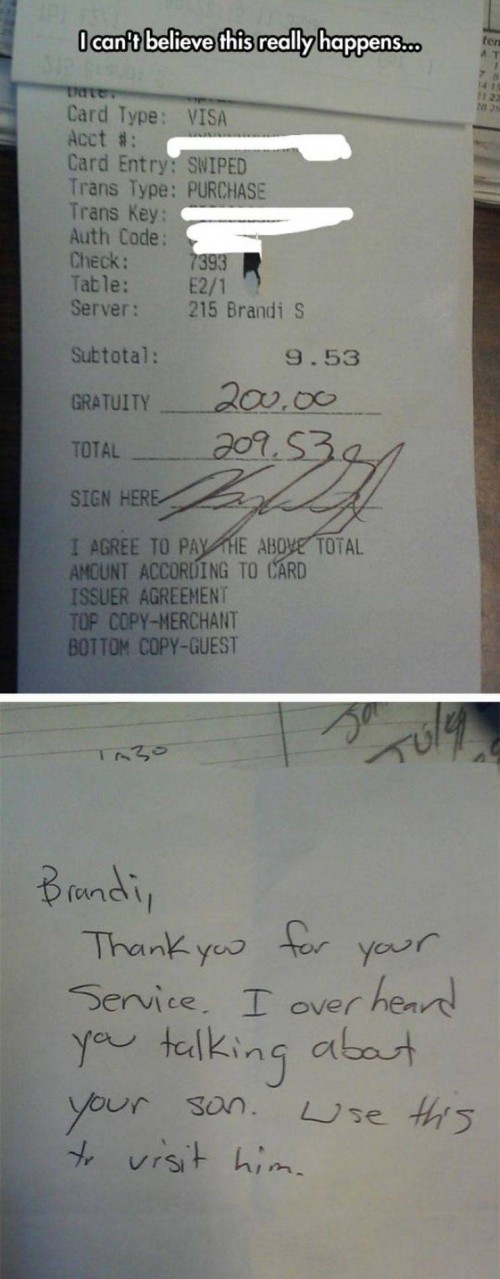 I can't believe this really happens...
Date:
Card Type: VISA
Acct #:
Card Entry: SWIPED
Trans Type: PURCHASE
Trans Key:
Auth Code:
Check: 7393
Table: E2/1
Server: 215 Brandi S
Subtotal: 9.53
GRATUITY 200.00
TOTAL 209.53
SIGN HERE
I AGREE TO PAY THE ABOVE TOTAL
AMOUNT ACCORDING TO CARD
ISSUER AGREEMENT
TOP COPY-MERCHANT
BOTTOM COPY-GUEST
July
Brandi,
Thank you for your
Service. I overheard
you talking about
your son. Use this
to visit him.